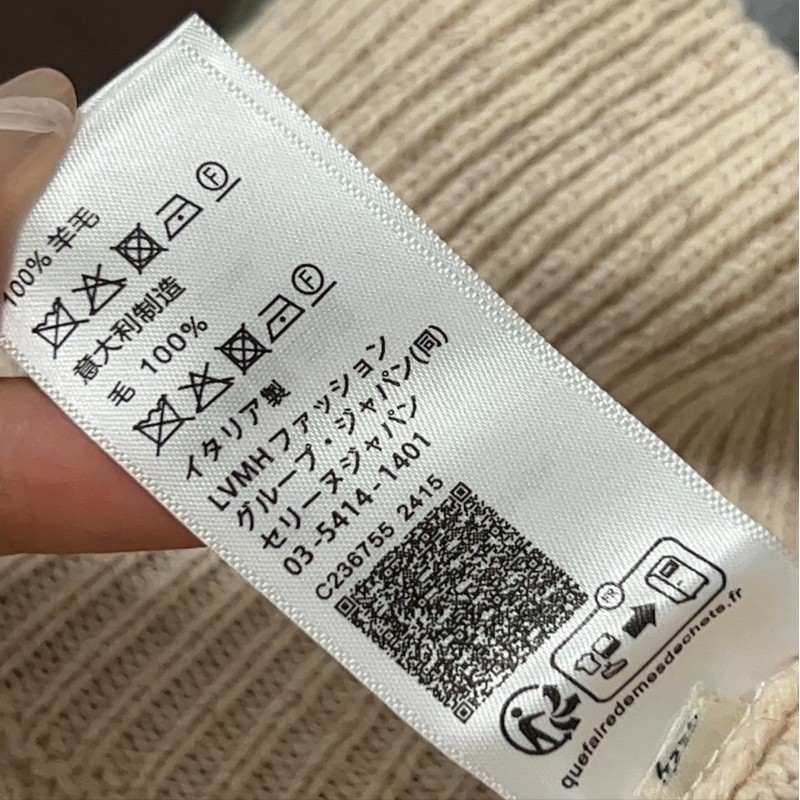 100% 羊毛
F
意大利制造
毛 100%
F
イタリア製
LVMH ファッション
グループ・ジャパン(同)
セリーヌジャパン
03-5414-1401
C236755 2415
FR
quefairedemesdechets.fr